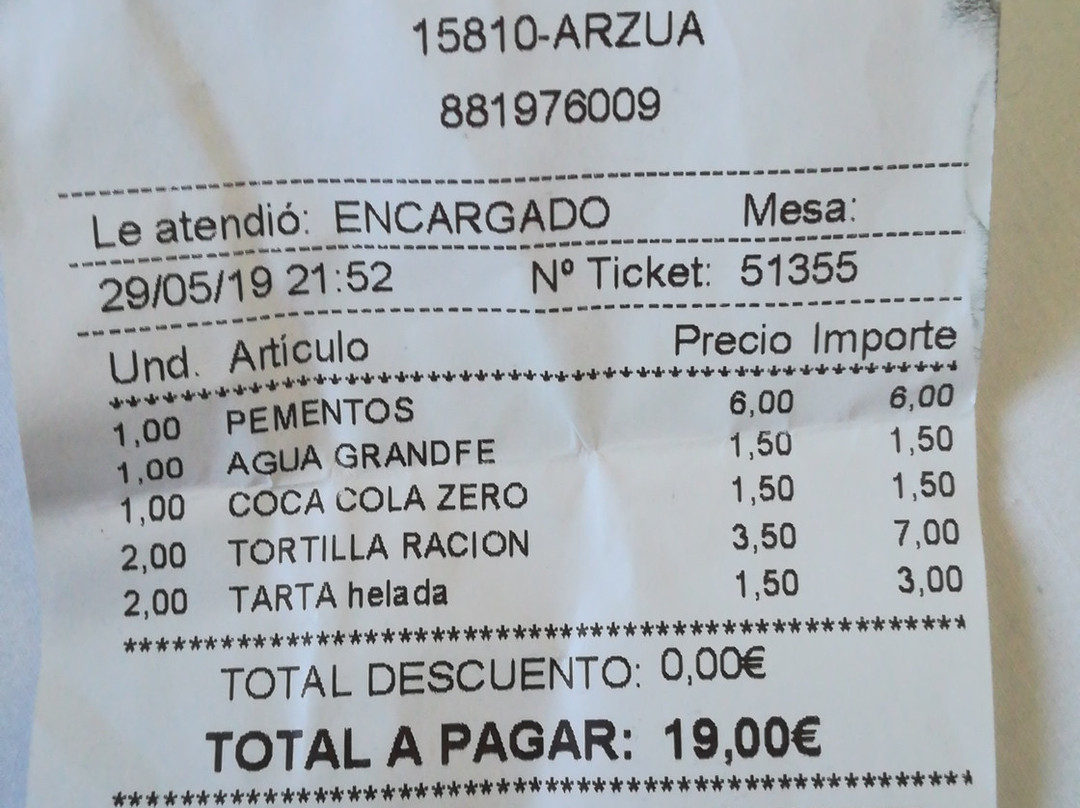 15810-ARZUA
881976009
Le atendió: ENCARGADO Mesa:
29/05/19 21:52 Nº Ticket: 51355
Und. Artículo Precio Importe
1,00 PEMENTOS 6,00 6,00
1,00 AGUA GRANDFE 1,50 1,50
1,00 COCA COLA ZERO 1,50 1,50
2,00 TORTILLA RACION 3,50 7,00
2,00 TARTA helada 1,50 3,00
TOTAL DESCUENTO: 0,00€
TOTAL A PAGAR: 19,00€